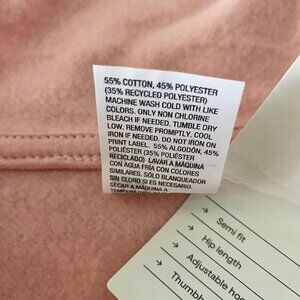 55% COTTON, 45% POLYESTER
(35% RECYCLED POLYESTER)
MACHINE WASH COLD WITH LIKE
COLORS. ONLY NON CHLORINE
BLEACH IF NEEDED. TUMBLE DRY
LOW. REMOVE PROMPTLY. COOL
IRON IF NEEDED. DO NOT IRON ON
PRINT LABEL. 55% ALGODÓN, 45%
POLIÉSTER (35% POLIÉSTER
RECICLADO) LAVAR A MÁQUINA
CON AGUA FRÍA CON COLORES
SIMILARES. SÓLO BLANQUEADOR
SIN CLORO SI ES NECESARIO.
SECAR A MÁQUINA A
TEMPERATURA
Semi fit
Hip length
Adjustable
Thumbh